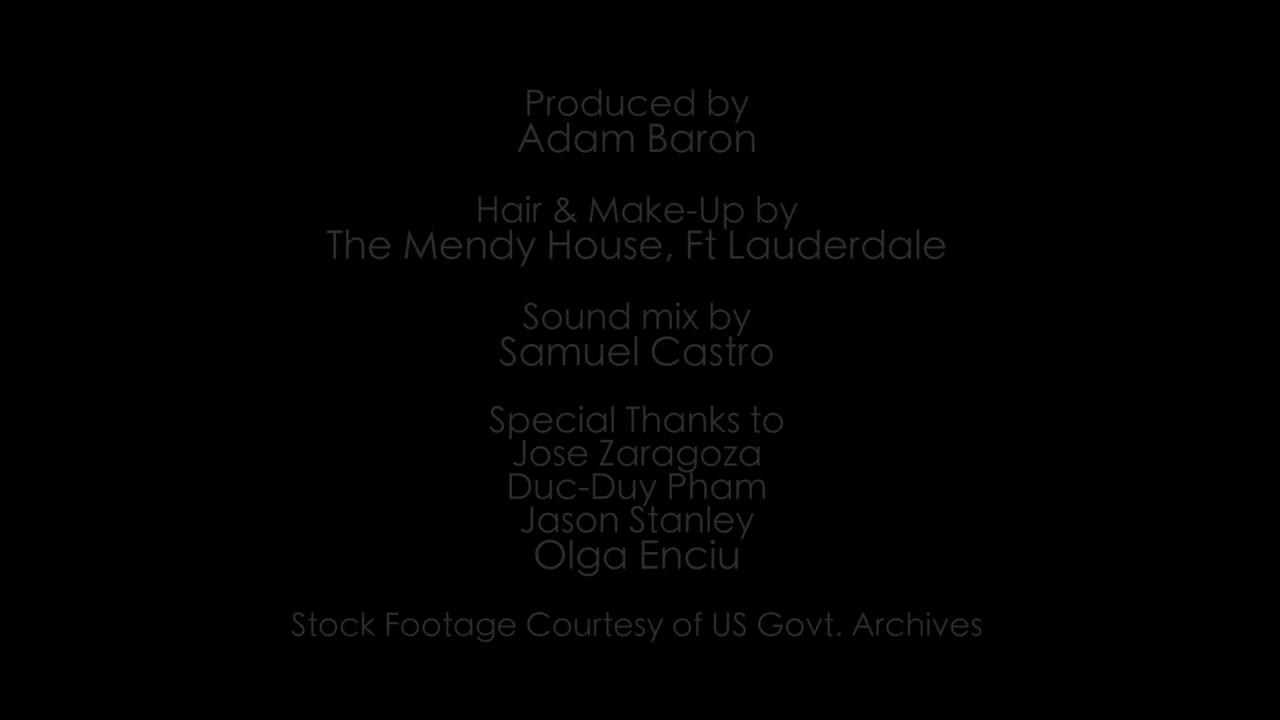 Produced by
Adam Baron
Hair & Make-Up by
The Mendy House, Ft Lauderdale
Sound mix by
Samuel Castro
Special Thanks to
Jose Zaragoza
Duc-Duy Pham
Jason Stanley
Olga Enciu
Stock Footage Courtesy of US Govt. Archives